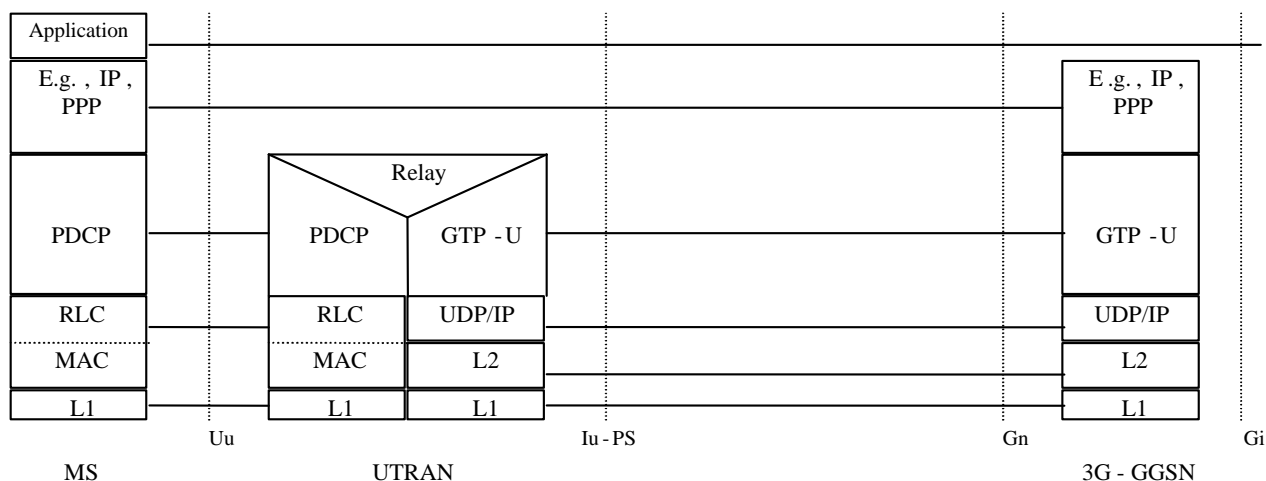 Application
E.g. , IP ,
PPP
E .g. , IP ,
PPP
Relay
PDCP
PDCP
GTP - U
GTP - U
RLC
RLC
UDP/IP
UDP/IP
MAC
MAC
L2
L2
L1
L1
L1
L1
Uu
Iu - PS
Gn
Gi
MS
UTRAN
3G - GGSN